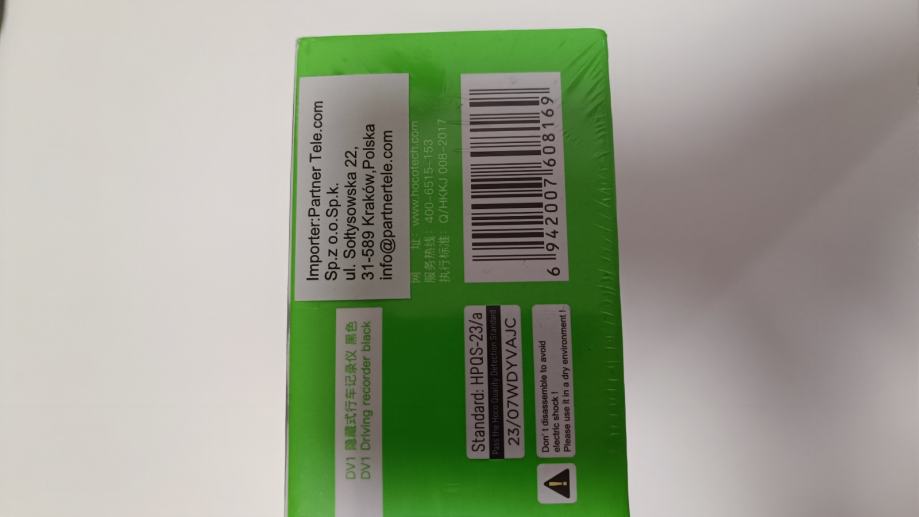 Importer:Partner Tele.com
Sp.z o.o.Sp.k.
ul. Sołtysowska 22,
31-589 Kraków,Polska
info@partnertele.com
网 址: www.hocotech.com
服务热线: 400-6515-153
执行标准: Q/HKKJ 008-2017
6 942007 608169
DV1 隐藏式行车记录仪 黑色
DV1 Driving recorder black
Standard: HPQS-23/a
Pass the Hoco Quality Detection Standard
23/07WDYVAJC
Don't disassemble to avoid
electric shock!
Please use it in a dry environment!